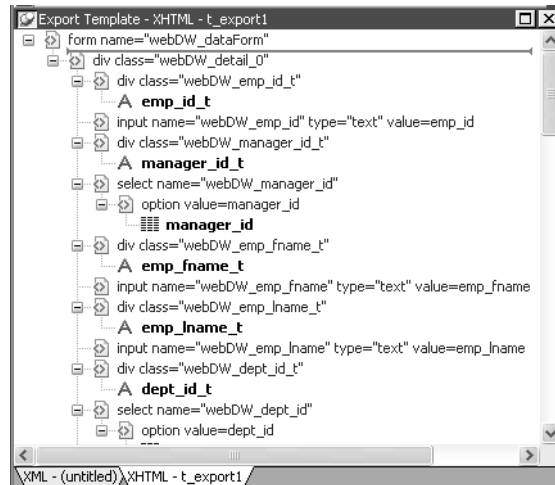 Export Template - XHTML - t_export1
form name="webDW_dataForm"
div class="webDW_detail_0"
div class="webDW_emp_id_t"
A emp_id_t
input name="webDW_emp_id" type="text" value=emp_id
div class="webDW_manager_id_t"
A manager_id_t
select name="webDW_manager_id"
option value=manager_id
manager_id
div class="webDW_emp_fname_t"
A emp_fname_t
input name="webDW_emp_fname" type="text" value=emp_fname
div class="webDW_emp_lname_t"
A emp_lname_t
input name="webDW_emp_lname" type="text" value=emp_lname
div class="webDW_dept_id_t"
A dept_id_t
select name="webDW_dept_id"
option value=dept_id
XML - (untitled) XHTML - t_export1